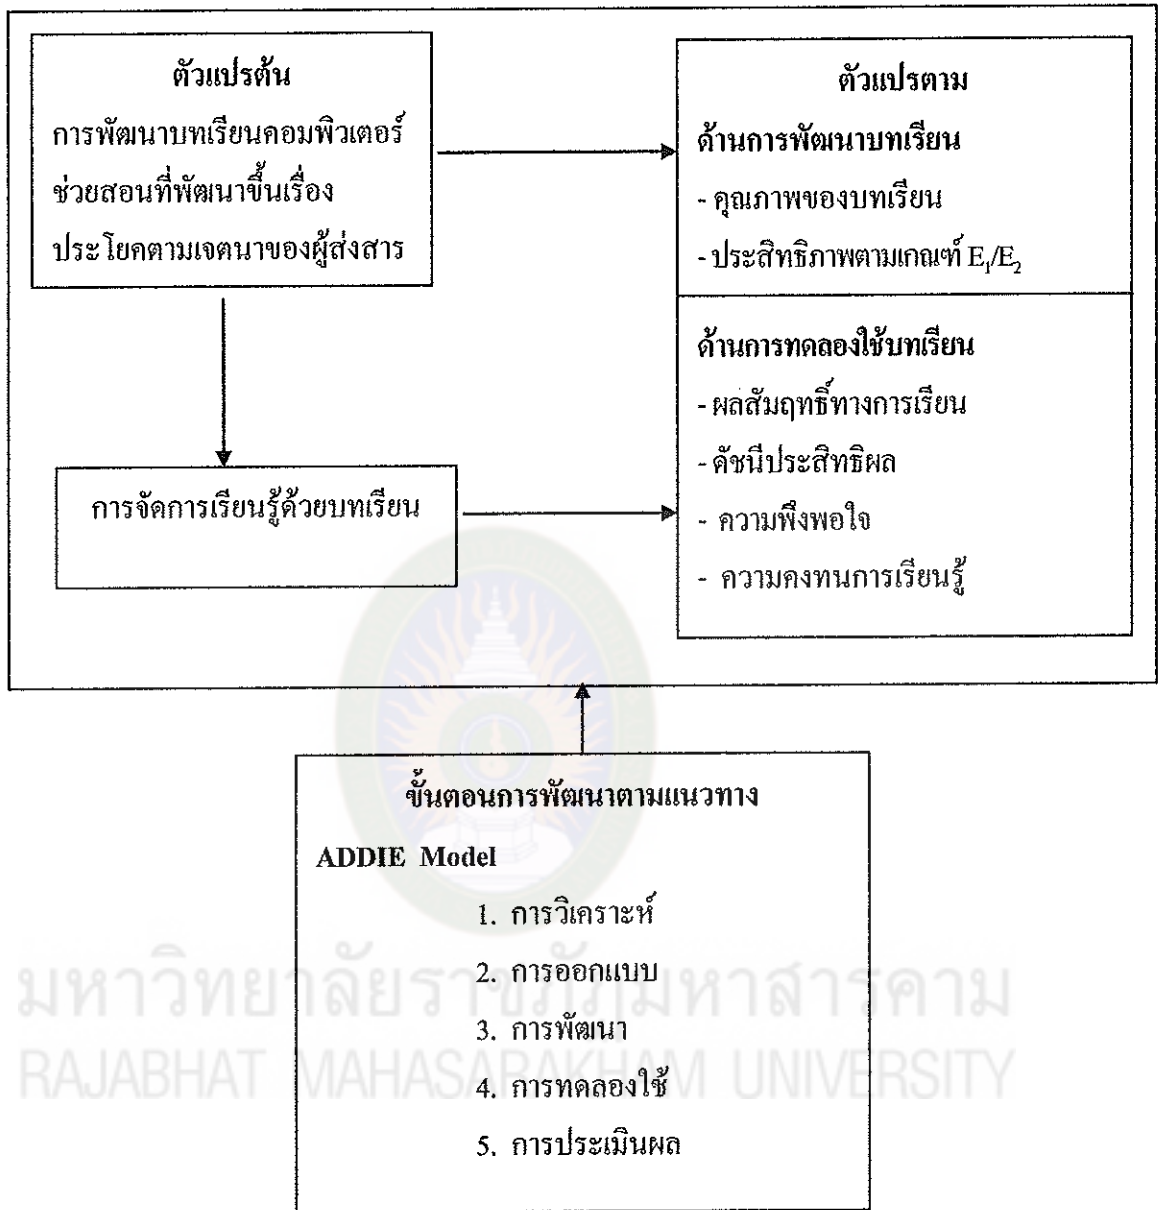 ตัวแปรต้น
การพัฒนาบทเรียนคอมพิวเตอร์
ช่วยสอนที่พัฒนาขึ้นเรื่อง
ประโยคตามเจตนาของผู้ส่งสาร
การจัดการเรียนรู้ด้วยบทเรียน
ตัวแปรตาม
ด้านการพัฒนาบทเรียน
- คุณภาพของบทเรียน
- ประสิทธิภาพตามเกณฑ์ E₁/E₂
ด้านการทดลองใช้บทเรียน
- ผลสัมฤทธิ์ทางการเรียน
- ดัชนีประสิทธิผล
- ความพึงพอใจ
- ความคงทนการเรียนรู้
ขั้นตอนการพัฒนาตามแนวทาง
ADDIE Model
1. การวิเคราะห์
2. การออกแบบ
3. การพัฒนา
4. การทดลองใช้
5. การประเมินผล
มหาวิทยาลัยราชภัฏมหาสารคาม
RAJABHAT MAHASARAKHAM UNIVERSITY